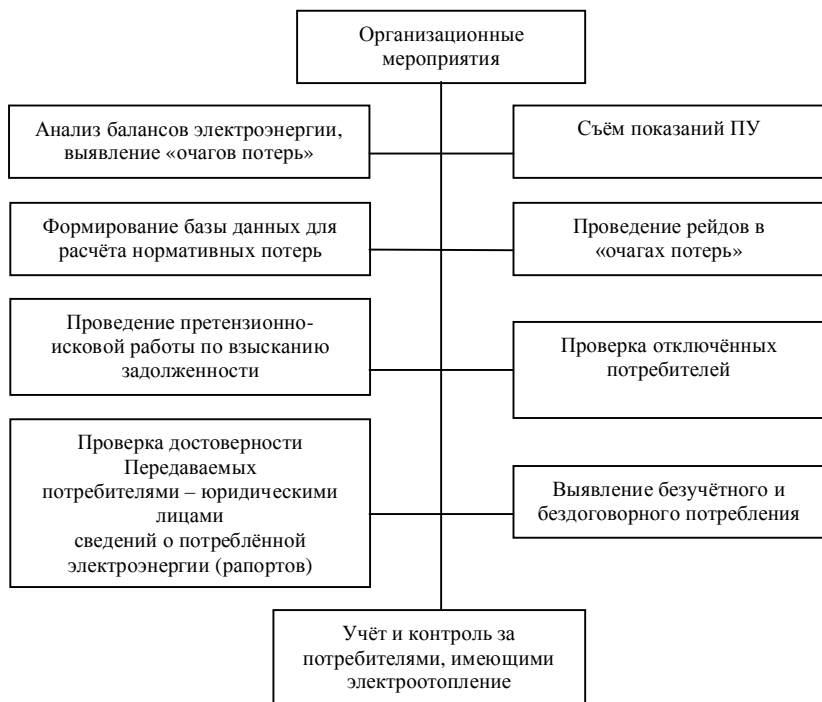 Организационные
мероприятия
Анализ балансов электроэнергии,
выявление «очагов потерь»
Съём показаний ПУ
Формирование базы данных для
расчёта нормативных потерь
Проведение рейдов в
«очагах потерь»
Проведение претензионно-
исковой работы по взысканию
задолженности
Проверка отключённых
потребителей
Проверка достоверности
Передаваемых
потребителями – юридическими
лицами
сведений о потреблённой
электроэнергии (рапортов)
Выявление безучётного и
бездоговорного потребления
Учёт и контроль за
потребителями, имеющими
электроотопление